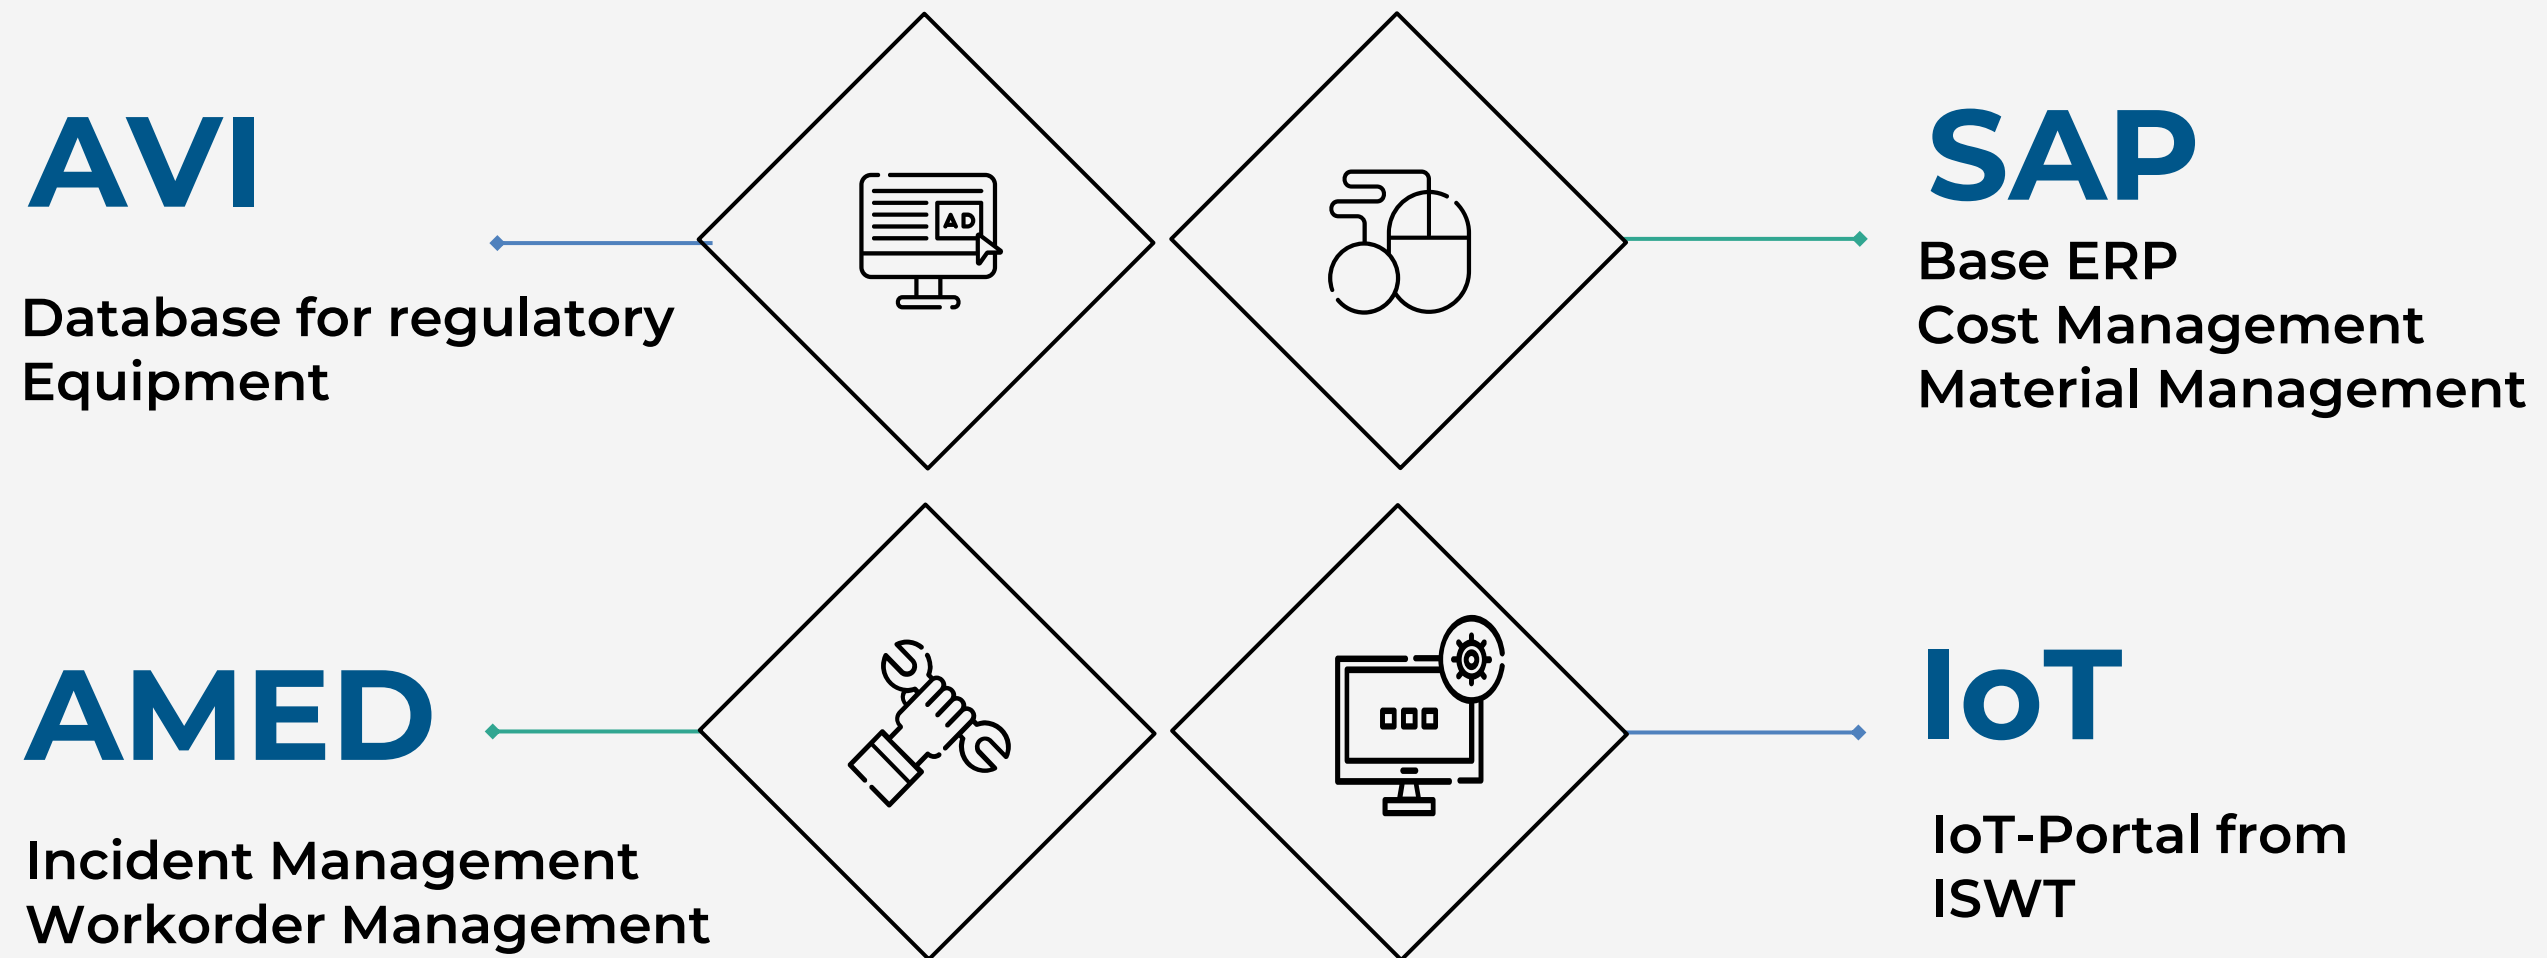 AVI
Database for regulatory
Equipment
AD
SAP
Base ERP
Cost Management
Material Management
AMED
Incident Management
Workorder Management
IoT
IoT-Portal from
ISWT